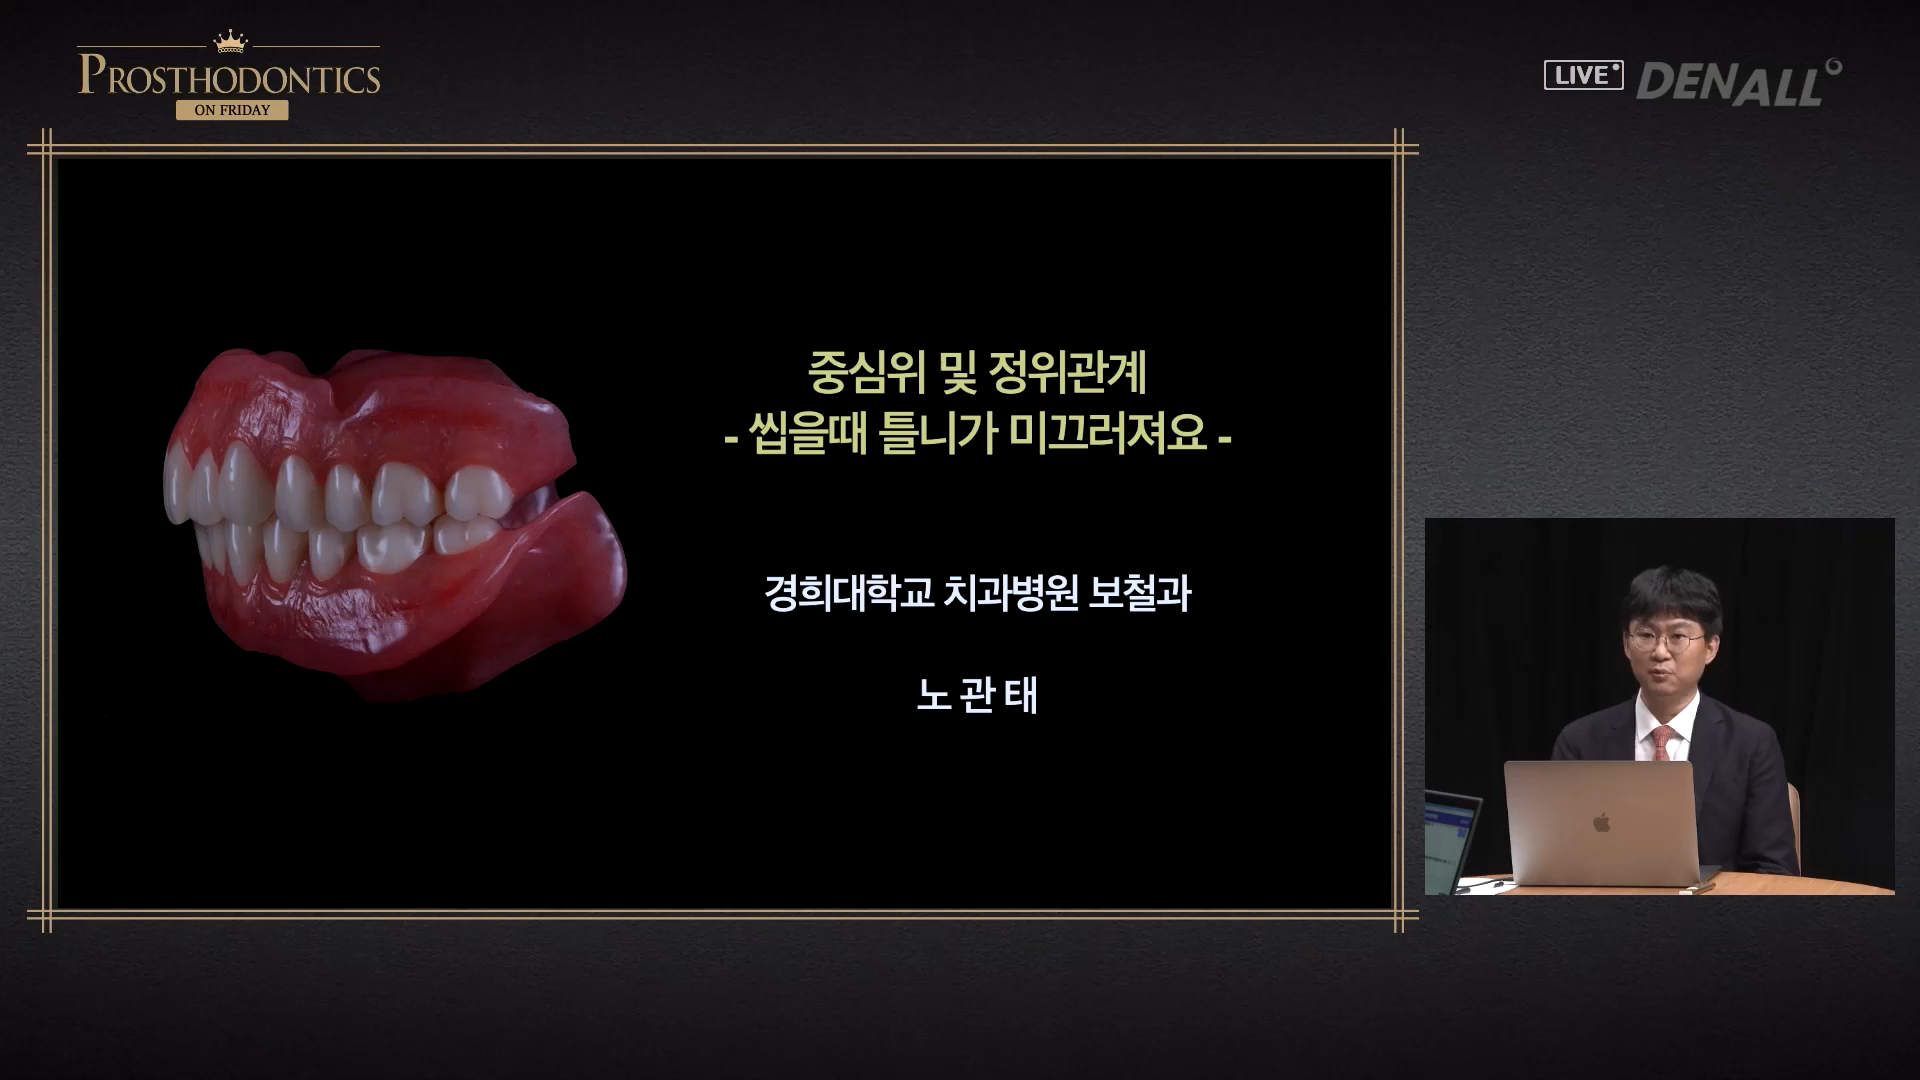 PROSTHODONTICS
ON FRIDAY
LIVE
DENALL
중심위 및 정위관계
- 씹을때 틀니가 미끄러져요 -
경희대학교 치과병원 보철과
노 관 태